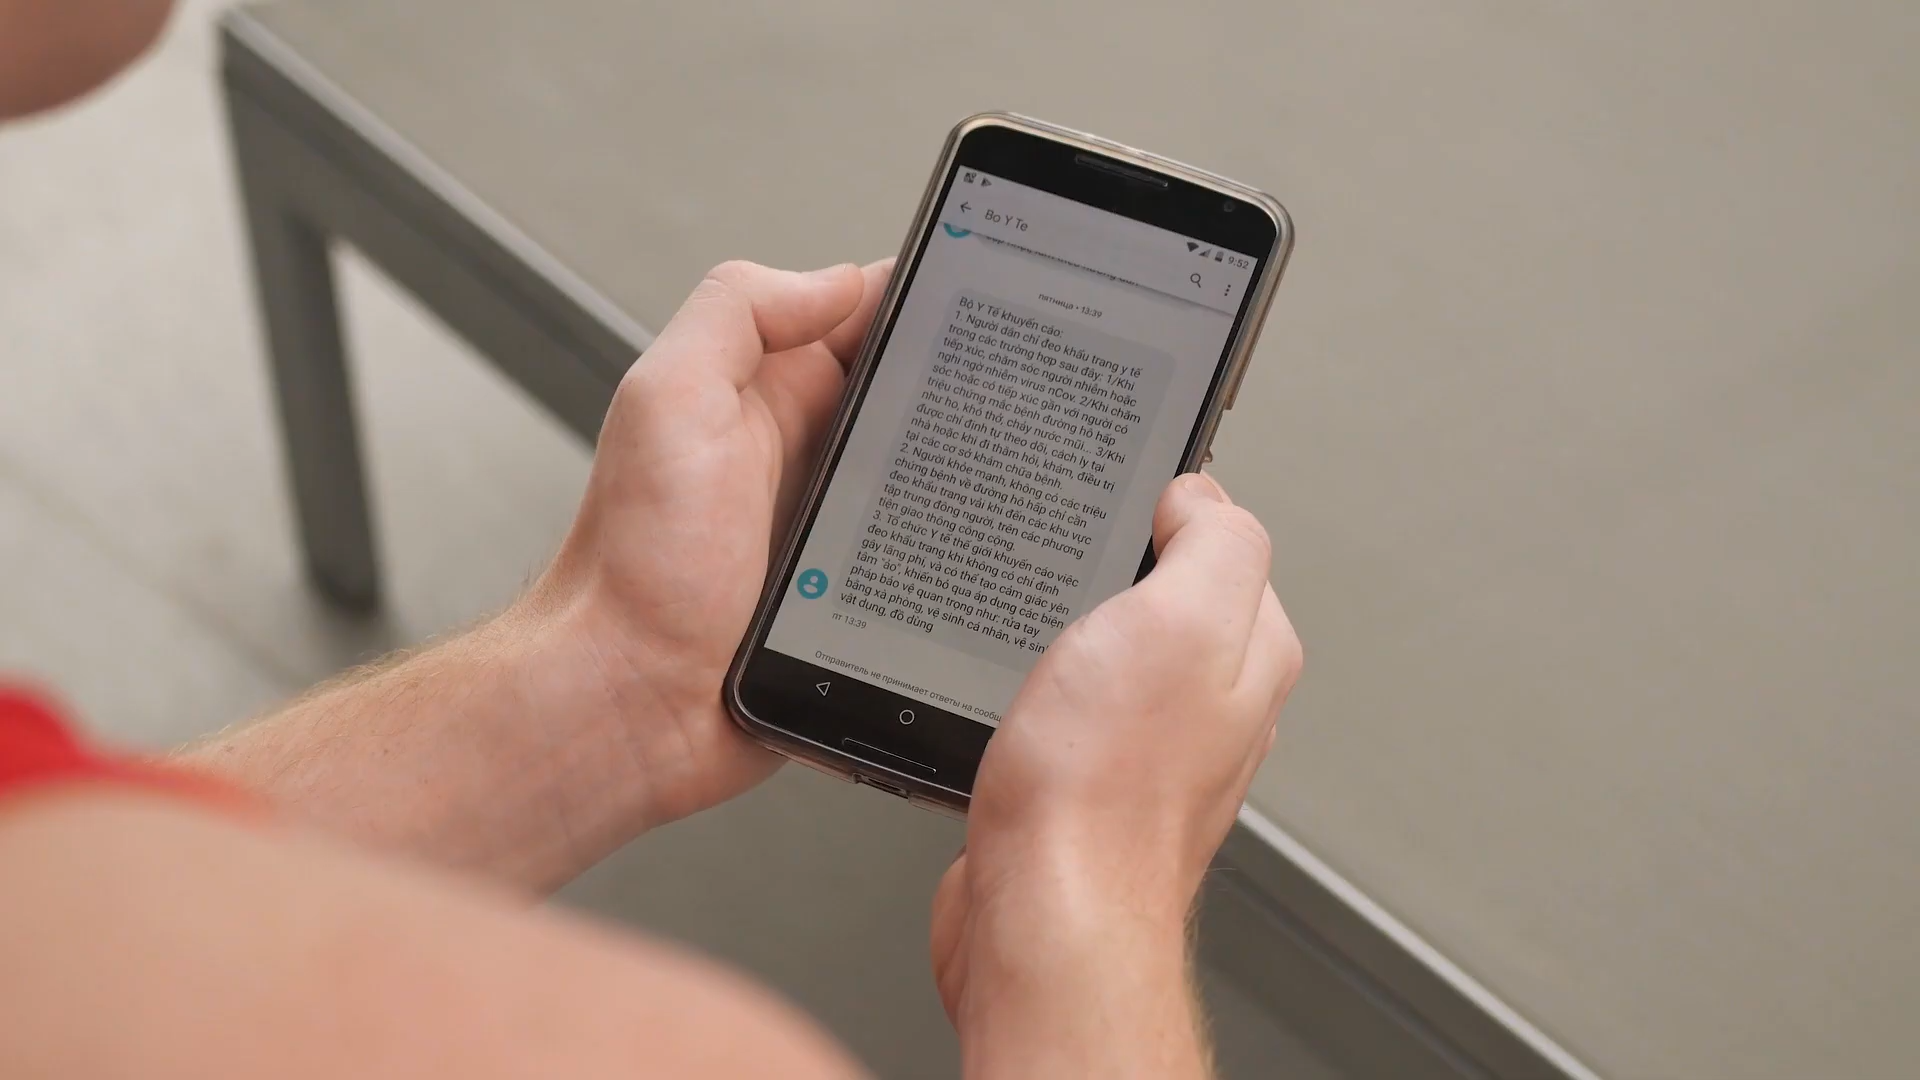 Bo Y Te
9:52
пятница • 13:39
Bộ Y Tế khuyến cáo:
1. Người dân chỉ đeo khẩu trang y tế
trong các trường hợp sau đây: 1/Khi
tiếp xúc, chăm sóc người nhiễm hoặc
nghi ngờ nhiễm virus nCov. 2/Khi chăm
sóc hoặc có tiếp xúc gần với người có
triệu chứng mắc bệnh đường hô hấp
như ho, khó thở, chảy nước mũi... 3/Khi
được chỉ định tự theo dõi, cách ly tại
nhà hoặc khi đi thăm hỏi, khám, điều trị
tại các cơ sở khám chữa bệnh.
2. Người khỏe mạnh, không có các triệu
chứng bệnh về đường hô hấp chỉ cần
đeo khẩu trang vải khi đến các khu vực
tập trung đông người, trên các phương
tiện giao thông công cộng.
3. Tổ chức Y tế thế giới khuyến cáo việc
đeo khẩu trang khi không có chỉ định
gây lãng phí, và có thể tạo cảm giác yên
tâm "ảo", khiến bỏ qua áp dụng các biện
pháp bảo vệ quan trọng như: rửa tay
bằng xà phòng, vệ sinh cá nhân, vệ sin
vật dụng, đồ dùng
пт 13:39
Отправитель не принимает ответы на сообщ